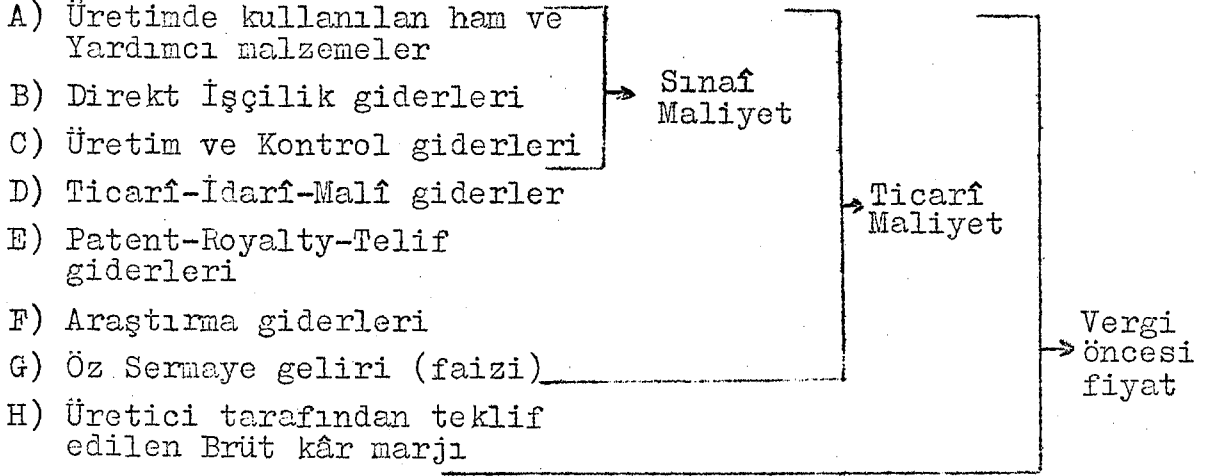 A) Üretimde kullanılan ham ve
Yardımcı malzemeler
B) Direkt İşçilik giderleri
C) Üretim ve Kontrol giderleri
D) Ticarî-İdarî-Malî giderler
E) Patent-Royalty-Telif
giderleri
F) Araştırma giderleri
G) Öz Sermaye geliri (faizi)
H) Üretici tarafından teklif
edilen Brüt kâr marjı
Sınaî
Maliyet
Ticarî
Maliyet
Vergi
öncesi
fiyat